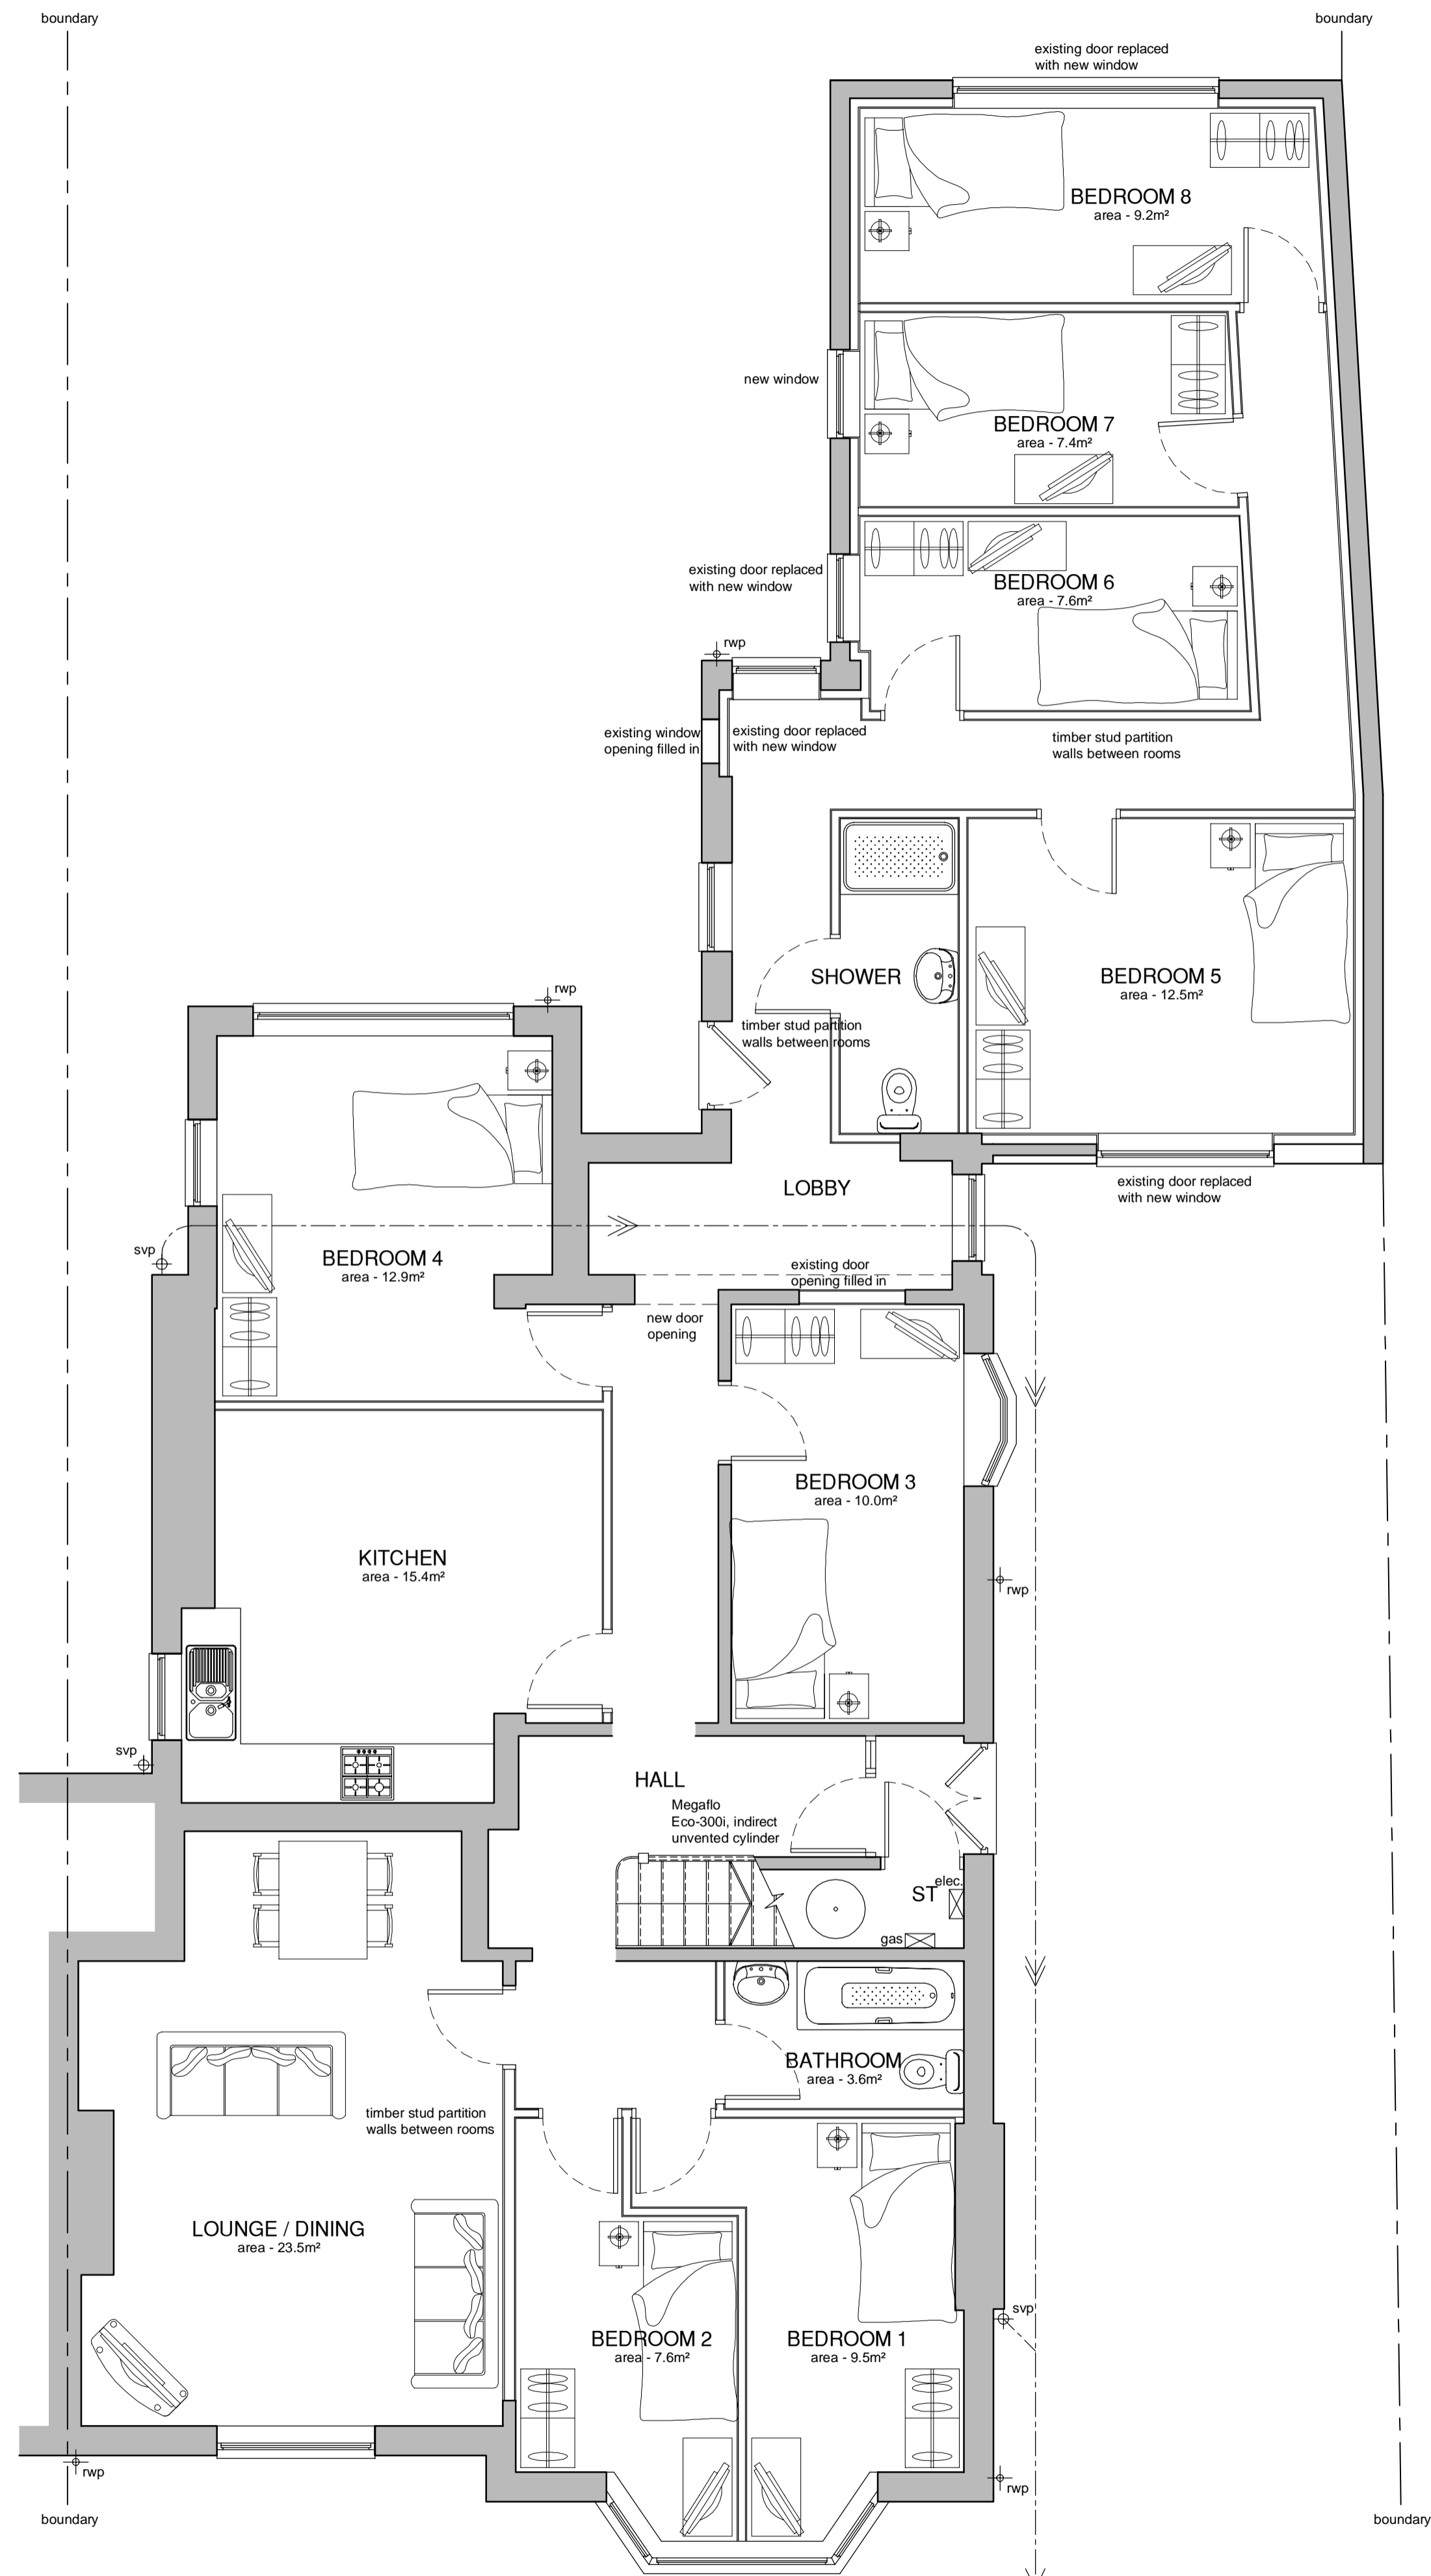 boundary
boundary
existing door replaced
with new window
BEDROOM 8
area - 9.2m²
new window
BEDROOM 7
area - 7.4m²
existing door replaced
with new window
BEDROOM 6
area - 7.6m²
rwp
existing window
opening filled in
existing door replaced
with new window
timber stud partition
walls between rooms
SHOWER
BEDROOM 5
area - 12.5m²
rwp
timber stud partition
walls between rooms
LOBBY
existing door replaced
with new window
svp
BEDROOM 4
area - 12.9m²
existing door
opening filled in
new door
opening
BEDROOM 3
area - 10.0m²
KITCHEN
area - 15.4m²
rwp
svp
HALL
Megaflo
Eco-300i, indirect
unvented cylinder
elec.
ST
gas
BATHROOM
area - 3.6m²
timber stud partition
walls between rooms
LOUNGE / DINING
area - 23.5m²
svp
BEDROOM 2
area - 7.6m²
BEDROOM 1
area - 9.5m²
rwp
rwp
boundary
boundary